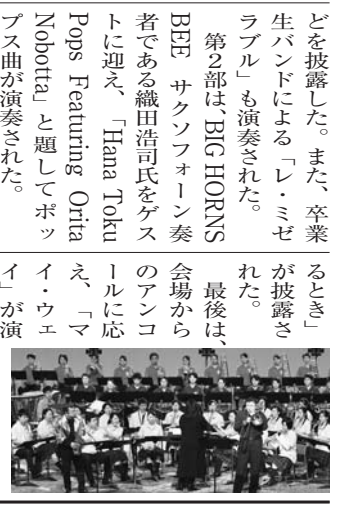 どを披露した。また、卒業
生バンドによる「レ・ミゼ
ラブル」も演奏された。
　第２部は、BIG HORNS
BEE　サクソフォーン奏
者である織田浩司氏をゲス
トに迎え、「Hana Toku
Pops Featuring Orita
Nobotta」と題してポッ
プス曲が演奏された。
るとき」
が披露さ
れた。
　最後は、
会場から
のアンコ
ールに応
え、「マ
イ・ウェ
イ」が演